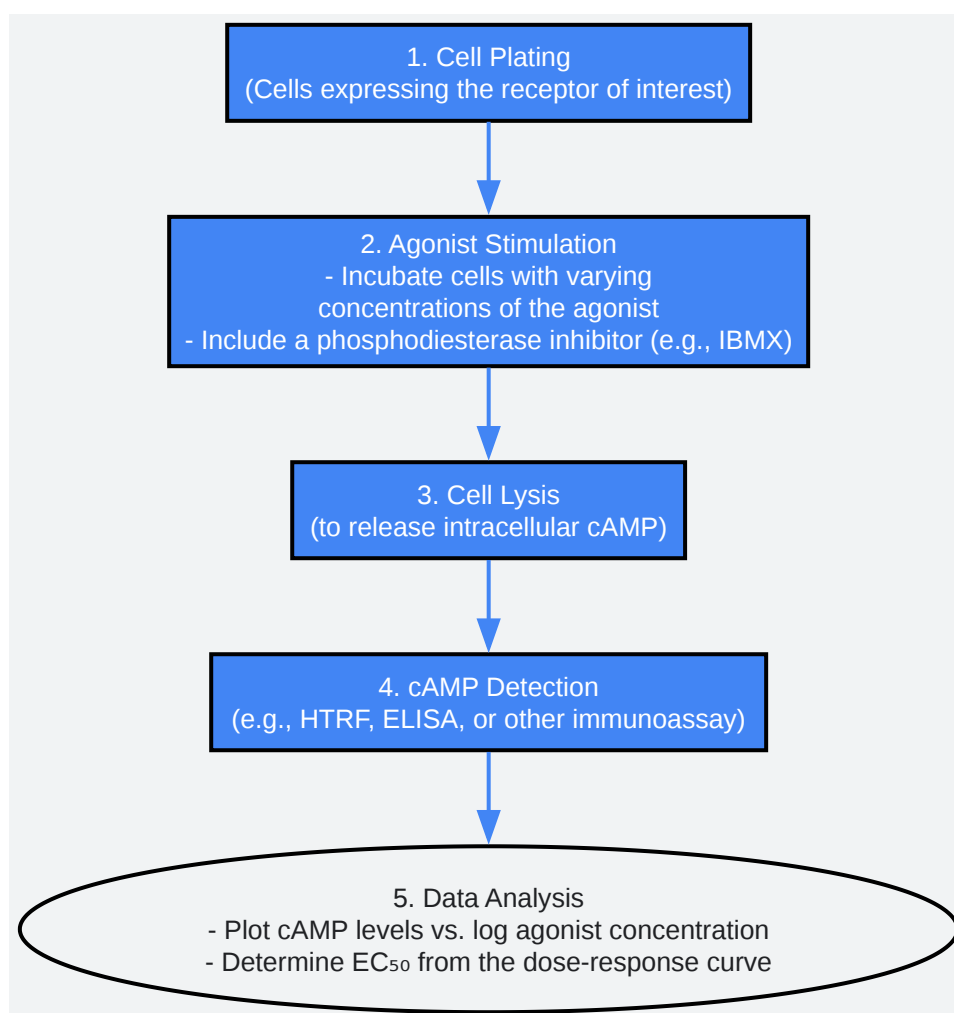 1. Cell Plating
(Cells expressing the receptor of interest)
2. Agonist Stimulation
- Incubate cells with varying
concentrations of the agonist
- Include a phosphodiesterase inhibitor (e.g., IBMX)
3. Cell Lysis
(to release intracellular cAMP)
4. cAMP Detection
(e.g., HTRF, ELISA, or other immunoassay)
5. Data Analysis
- Plot cAMP levels vs. log agonist concentration
- Determine EC₅₀ from the dose-response curve